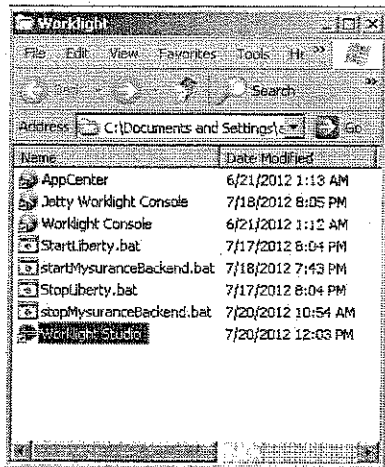 Worklight
File Edit View Favorites Tools He »
Search »
Address C:\Documents and Settings\ Go
Name Date Modified
AppCenter 6/21/2012 1:13 AM
Jetty Worklight Console 7/18/2012 8:05 PM
Worklight Console 6/21/2012 1:12 AM
StartLiberty.bat 7/17/2012 8:04 PM
startMysuranceBackend.bat 7/18/2012 7:43 PM
StopLiberty.bat 7/17/2012 8:04 PM
stopMysuranceBackend.bat 7/20/2012 10:54 AM
Worklight Studio 7/20/2012 12:03 PM